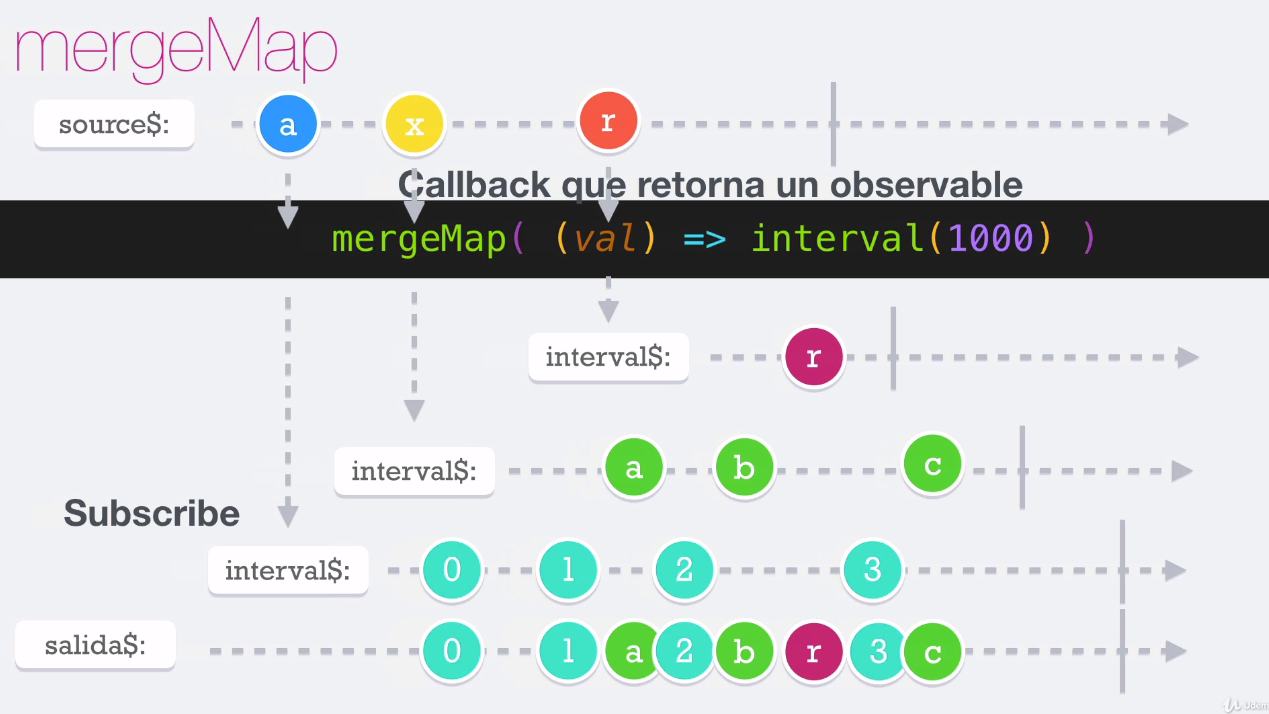 mergeMap
source$: a x r
Callback que retorna un observable
mergeMap( (val) => interval(1000) )
interval$: r
interval$: a b c
Subscribe
interval$: 0 1 2 3
salida$: 0 1 a 2 b r 3 c